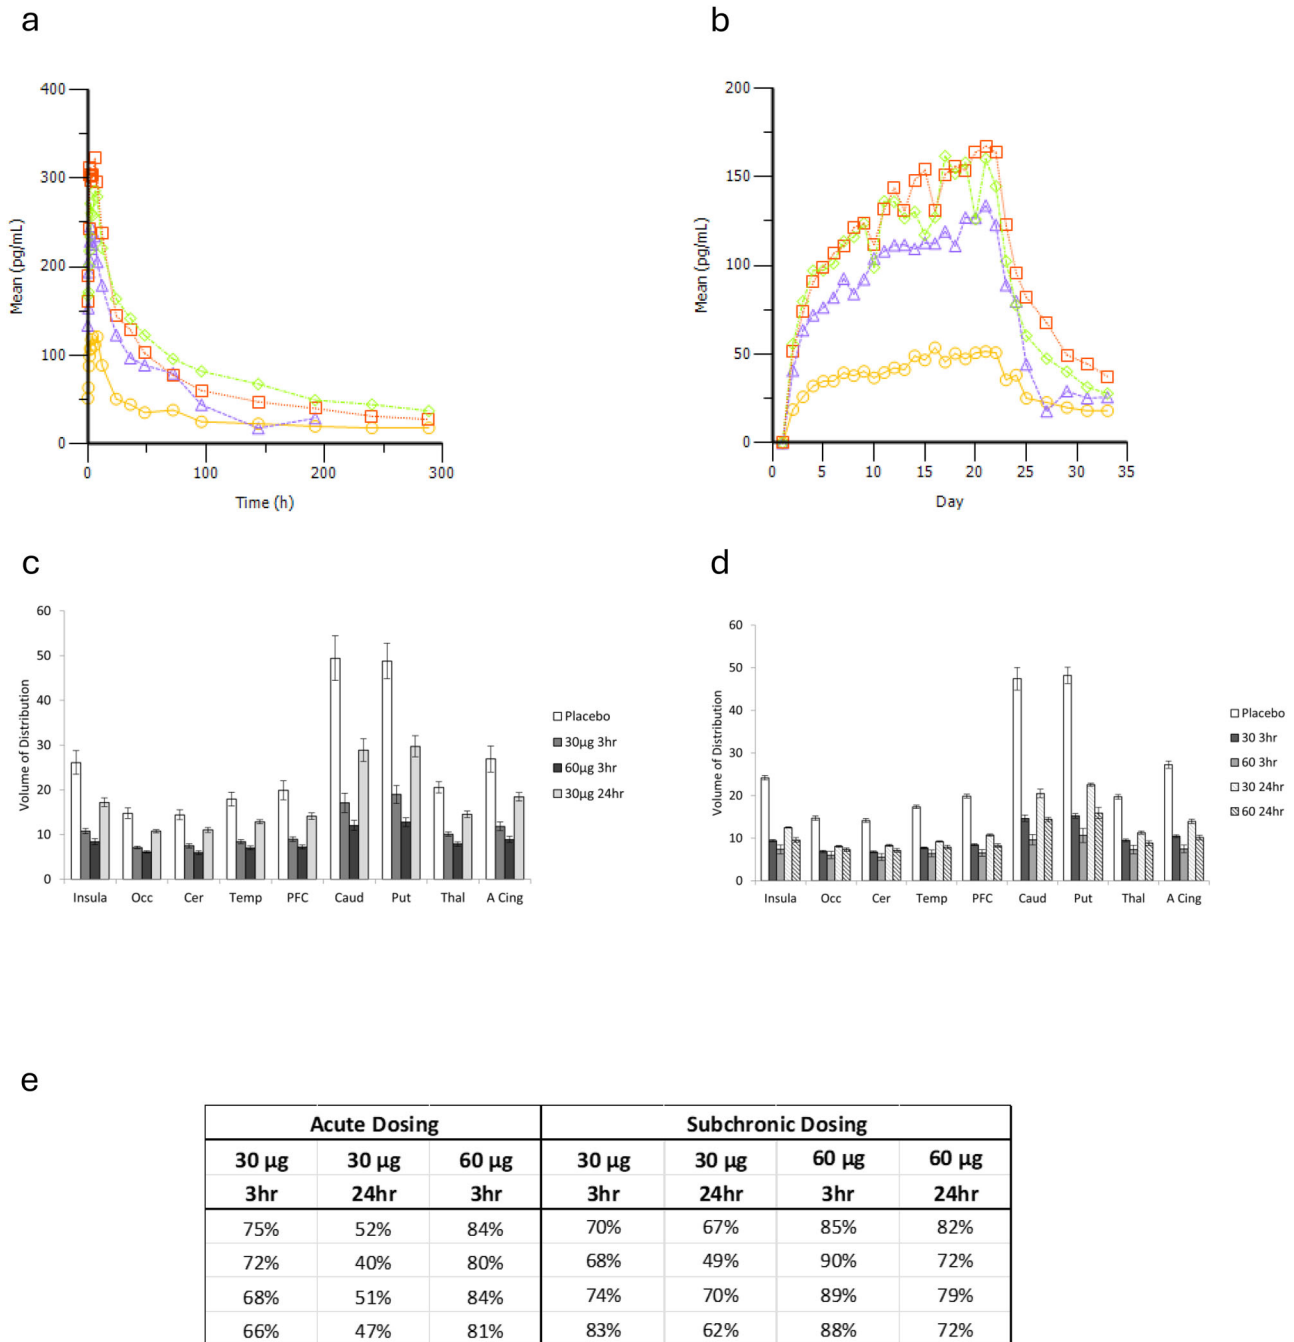 a
b
400
300
200
100
0
Mean (pg/mL)
0 100 200 300
Time (h)
200
150
100
50
0
Mean (pg/mL)
0 5 10 15 20 25 30 35
Day
c
d
60
50
40
30
20
10
0
Volume of Distribution
Insula Occ Cer Temp PFC Caud Put Thal A Cing
Placebo
30µg 3hr
60µg 3hr
30µg 24hr
60
50
40
30
20
10
0
Volume of Distribution
Insula Occ Cer Temp PFC Caud Put Thal A Cing
Placebo
30 3hr
60 3hr
30 24hr
60 24hr
e
Acute Dosing Subchronic Dosing
30 µg 30 µg 60 µg 30 µg 30 µg 60 µg 60 µg
3hr 24hr 3hr 3hr 24hr 3hr 24hr
75% 52% 84% 70% 67% 85% 82%
72% 40% 80% 68% 49% 90% 72%
68% 51% 84% 74% 70% 89% 79%
66% 47% 81% 83% 62% 88% 72%